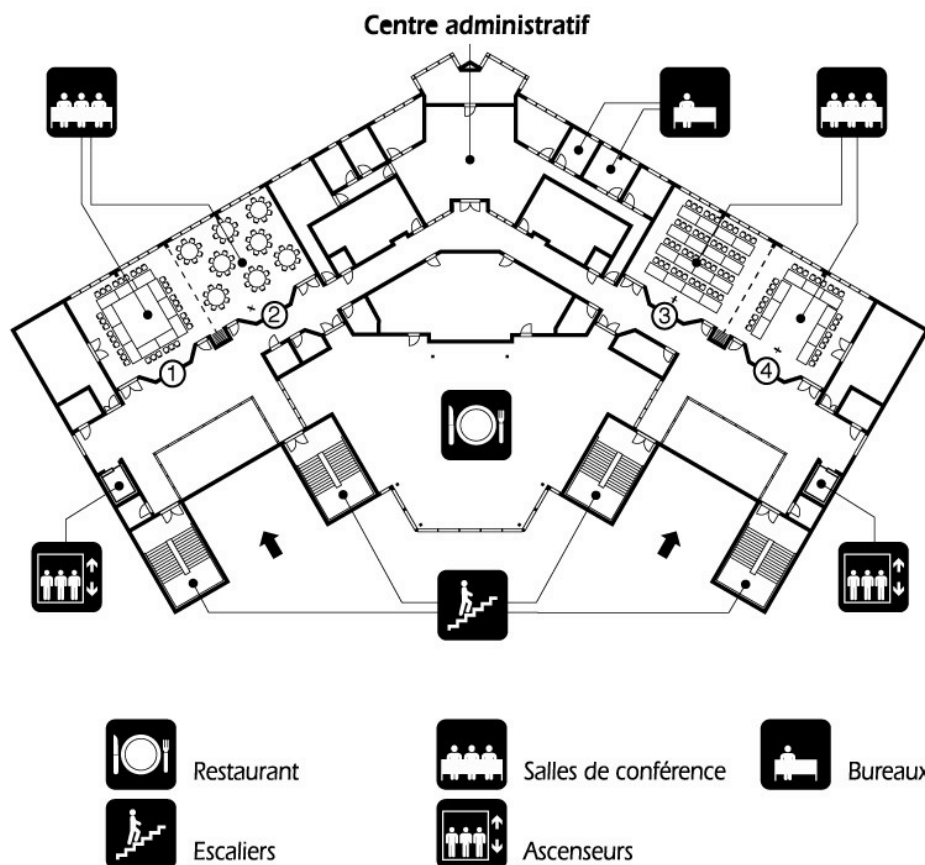 Centre administratif
2
3
1
4
Restaurant
Salles de conférence
Bureaux
Escaliers
Ascenseurs